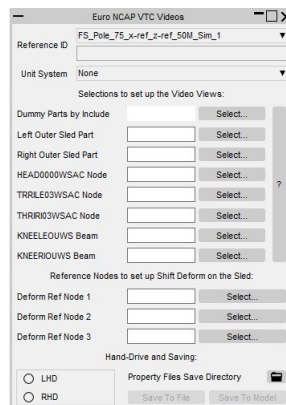 Euro NCAP VTC Videos
Reference ID
FS_Pole_75_x-ref_z-ref_50M_Sim_1
Unit System None
Selections to set up the Video Views:
Dummy Parts by Include Select...
Left Outer Sled Part Select...
Right Outer Sled Part Select...
HEAD0000WSAC Node Select...
TRRILE03WSAC Node Select...
THRIRI03WSAC Node Select...
?
KNEELEOUWS Beam Select...
KNEERIOUWS Beam Select...
Reference Nodes to set up Shift Deform on the Sled:
Deform Ref Node 1 Select...
Deform Ref Node 2 Select...
Deform Ref Node 3 Select...
Hand-Drive and Saving:
LHD Property Files Save Directory
RHD Save To File Save To Model